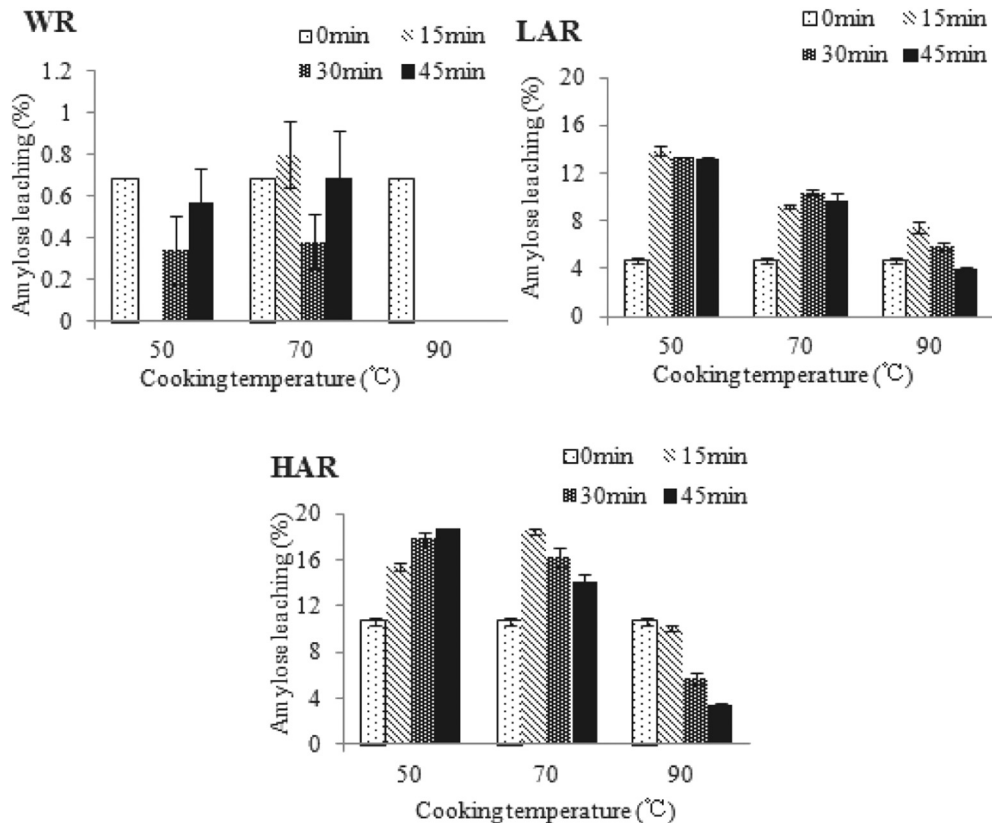 WR
0min 15min
30min 45min
Amylose leaching (%)
1.2
1
0.8
0.6
0.4
0.2
0
50 70 90
Cooking temperature (℃)
LAR
0min 15min
30min 45min
Amylose leaching (%)
20
16
12
8
4
0
50 70 90
Cooking temperature (℃)
HAR
0min 15min
30min 45min
Amylose leaching (%)
20
16
12
8
4
0
50 70 90
Cooking temperature (℃)